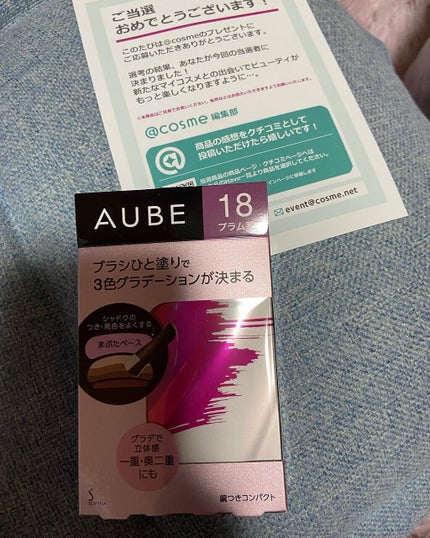 ご当選
おめでとうございます！
このたびは@cosmeのプレゼントに
ご応募いただきありがとうございます。
選考の結果、あなたが今回の当選者に
決まりました！
新たなマイコスメとの出会いでビューティが
もっと楽しくなりますように…。
@cosme 編集部
商品の感想をクチコミとして
投稿いただけたら嬉しいです！
event@cosme.net
AUBE
18
プラム
ブラシひと塗りで
3色グラデーションが決まる
シャドウの
つき・発色をよくする
まぶたベース
グラデで
立体感
一重・奥二重
にも
S
SOFINA
鏡つきコンパクト